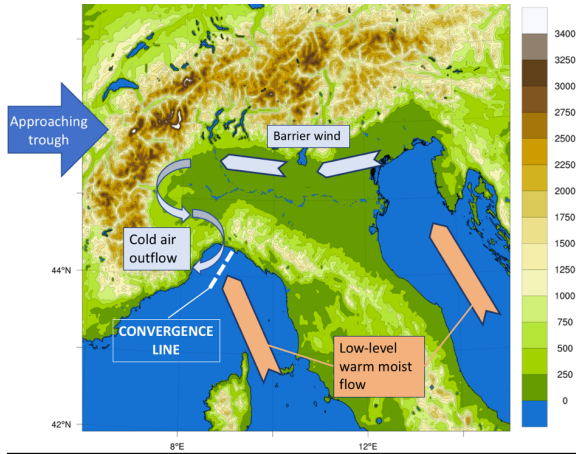 Approaching
trough
Barrier wind
Cold air
outflow
CONVERGENCE
LINE
Low-level
warm moist
flow
44°N
42°N
8°E
12°E
3400
3250
3000
2750
2500
2250
2000
1750
1500
1250
1000
750
500
250
0